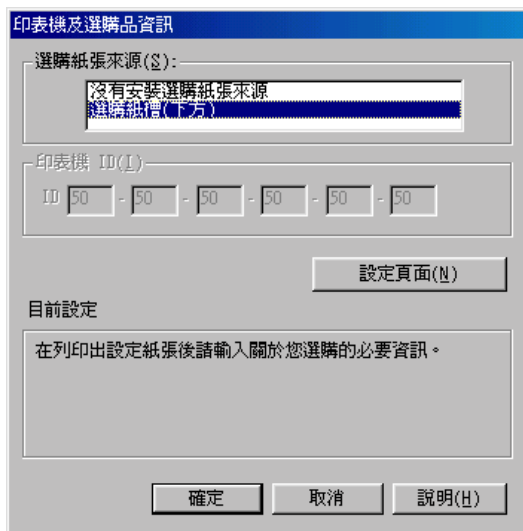 印表機及選購品資訊
選購紙張來源(S):
沒有安裝選購紙張來源
選購紙槽(下方)
印表機 ID(I)
ID 50 - 50 - 50 - 50 - 50 - 50
設定頁面(N)
目前設定
在列印出設定紙張後請輸入關於您選購的必要資訊。
確定 取消 說明(H)